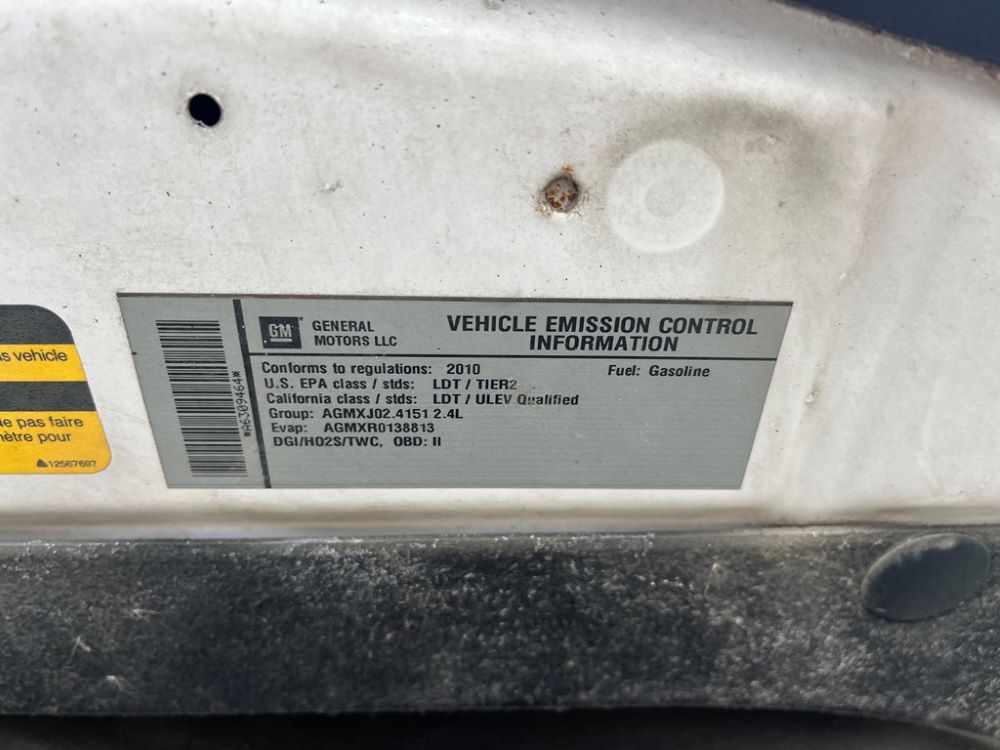 s vehicle
e pas faire
mètre pour
12567697
*A6309464*
GM
GENERAL
MOTORS LLC
VEHICLE EMISSION CONTROL
INFORMATION
Conforms to regulations: 2010
Fuel: Gasoline
U.S. EPA class / stds: LDT / TIER2
California class / stds: LDT / ULEV Qualified
Group: AGMXJ02.4151 2.4L
Evap: AGMXR0138813
DGI/HO2S/TWC, OBD: II